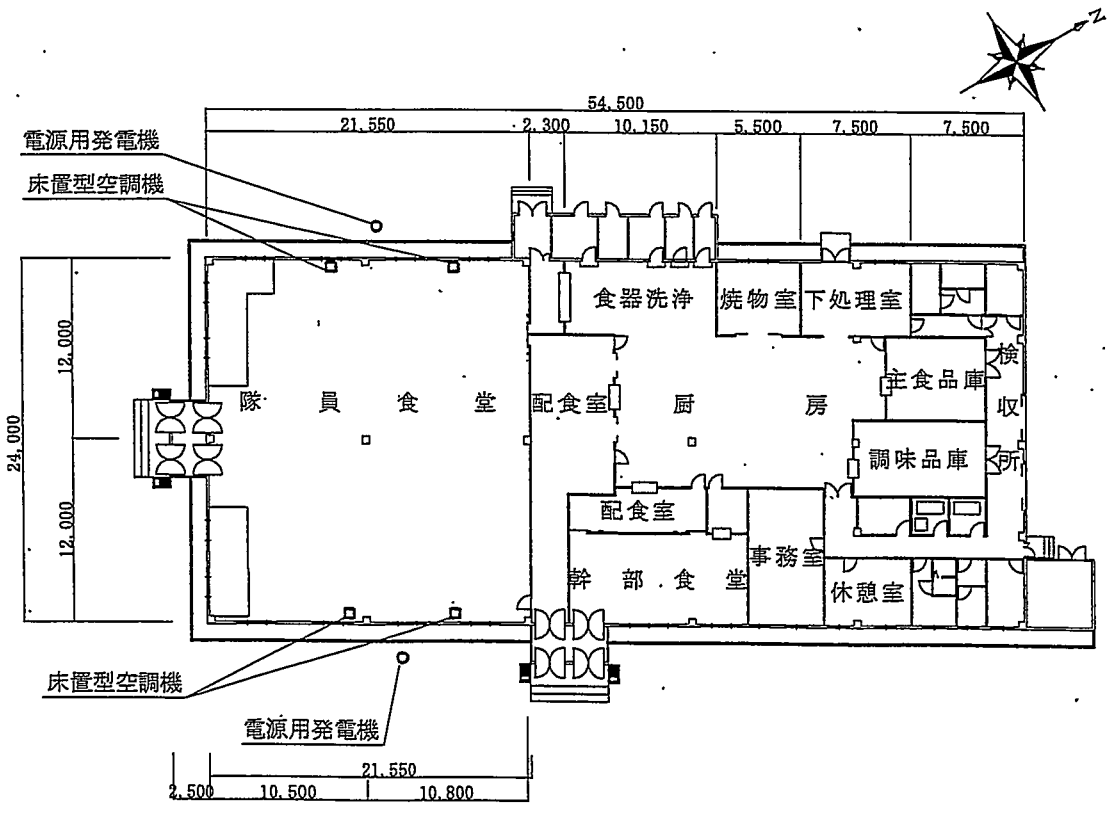 N
54,500
21,550
2,300
10,150
5,500
7,500
7,500
電源用発電機
床置型空調機
食器洗浄
焼物室
下処理室
12,000
24,000
12,000
隊員食堂
配食室
厨房
主食品庫
検収所
調味品庫
配食室
事務室
幹部食堂
休憩室
床置型空調機
電源用発電機
21,550
2,500
10,500
10,800